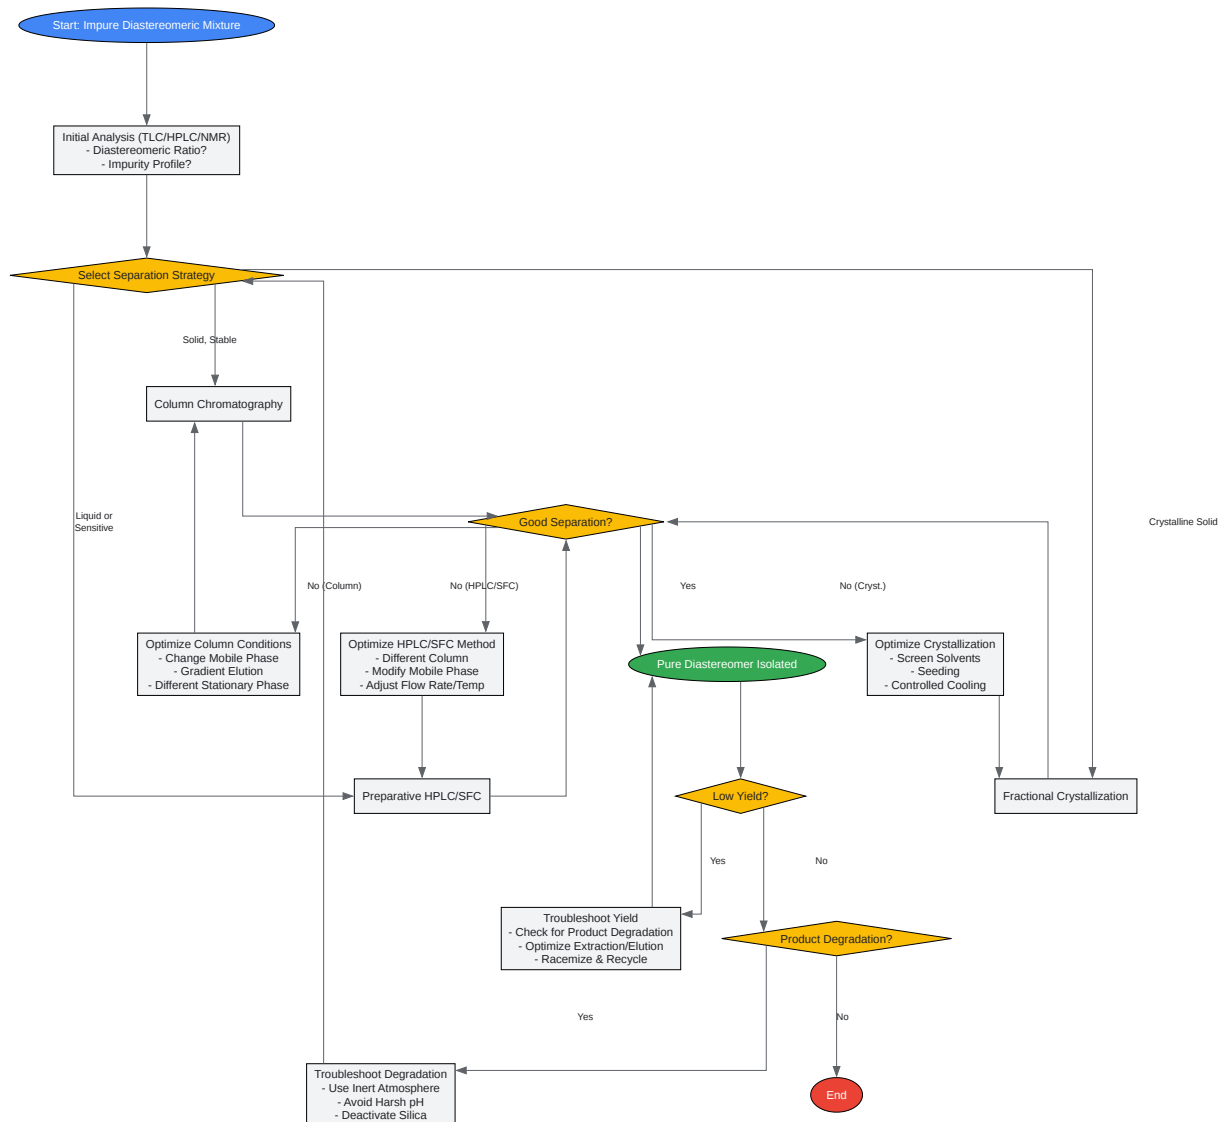 Start: Impure Diastereomeric Mixture
Initial Analysis (TLC/HPLC/NMR)
- Diastereomeric Ratio?
- Impurity Profile?
Select Separation Strategy
Solid, Stable
Column Chromatography
Liquid or
Sensitive
Good Separation?
Crystalline Solid
No (Column)
No (HPLC/SFC)
Yes
No (Cryst.)
Optimize Column Conditions
- Change Mobile Phase
- Gradient Elution
- Different Stationary Phase
Optimize HPLC/SFC Method
- Different Column
- Modify Mobile Phase
- Adjust Flow Rate/Temp
Pure Diastereomer Isolated
Optimize Crystallization
- Screen Solvents
- Seeding
- Controlled Cooling
Preparative HPLC/SFC
Low Yield?
Fractional Crystallization
Yes
No
Troubleshoot Yield
- Check for Product Degradation
- Optimize Extraction/Elution
- Racemize & Recycle
Product Degradation?
Yes
No
Troubleshoot Degradation
- Use Inert Atmosphere
- Avoid Harsh pH
- Deactivate Silica
End